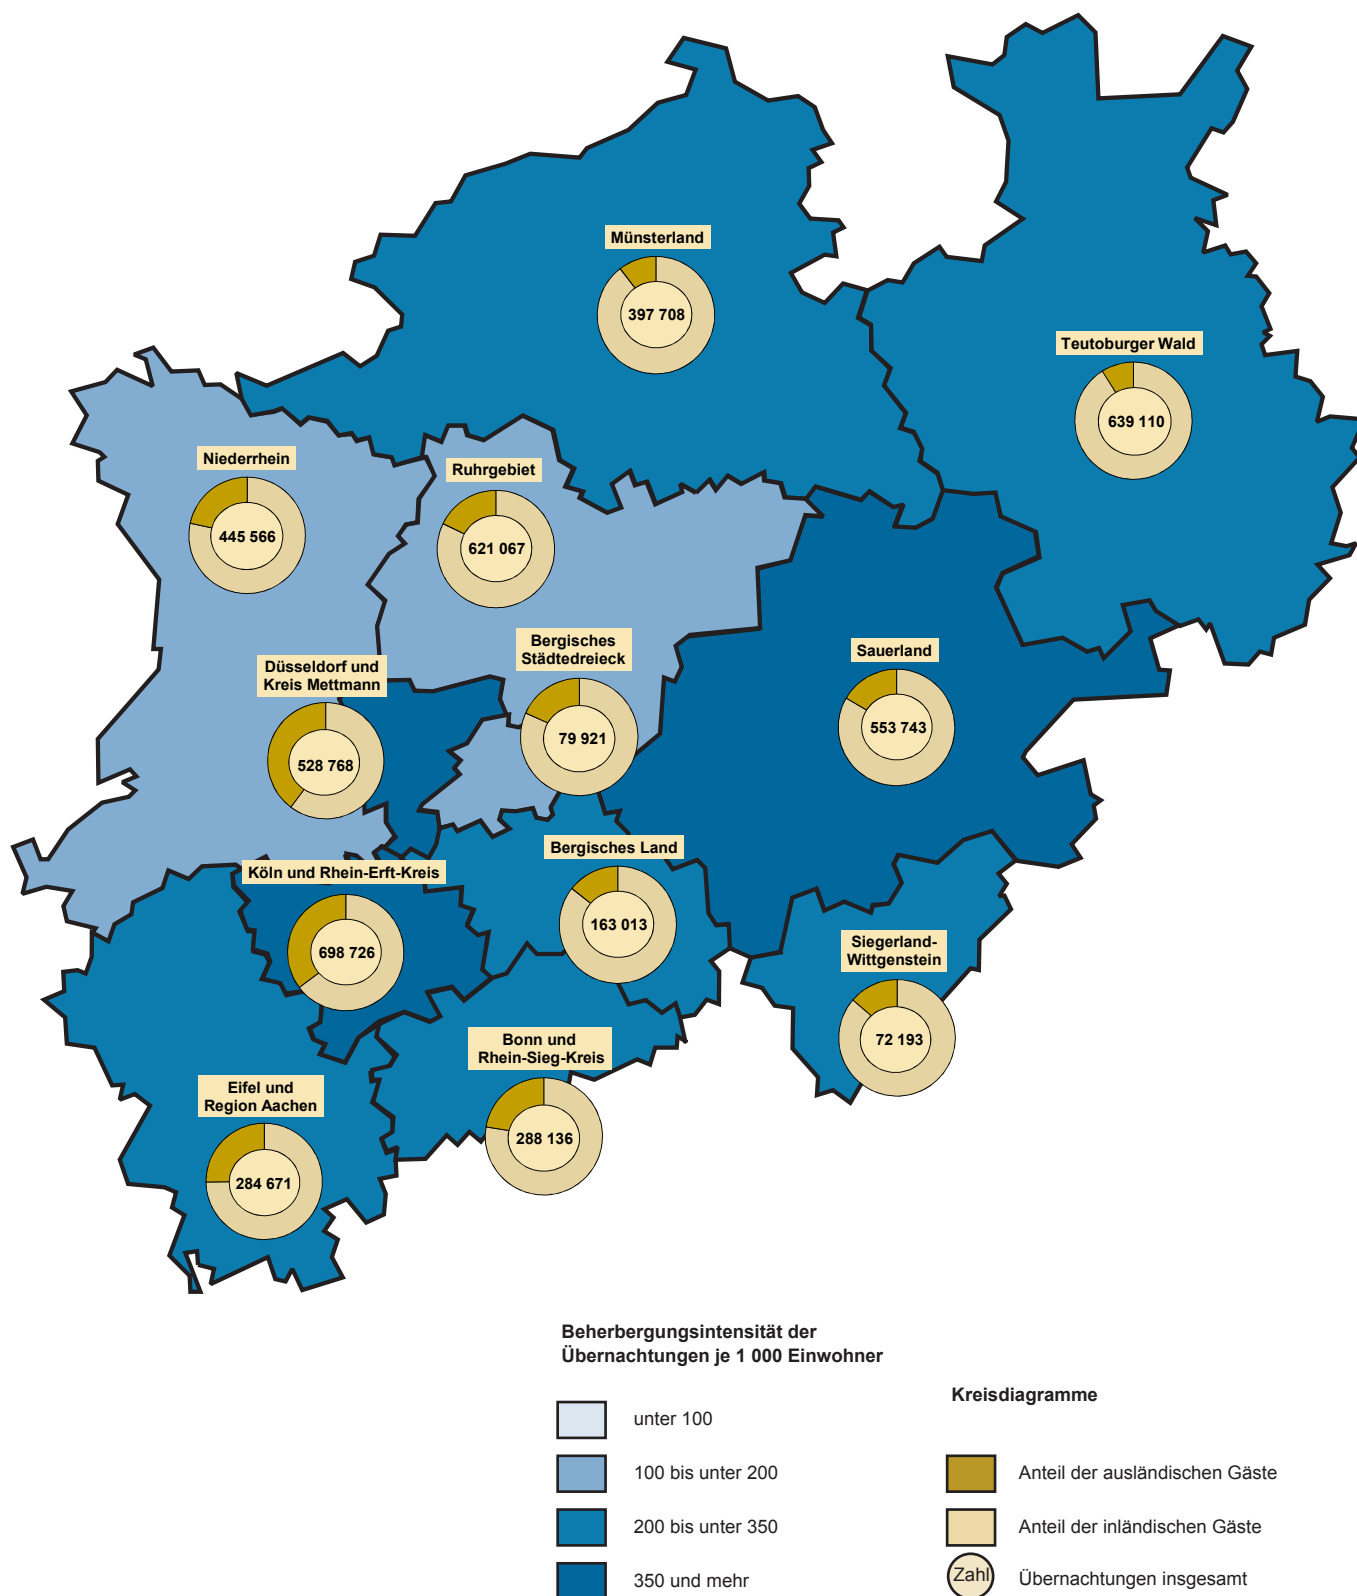 Münsterland
397 708
Teutoburger Wald
639 110
Niederrhein
445 566
Ruhrgebiet
621 067
Bergisches
Städtedreieck
79 921
Sauerland
553 743
Düsseldorf und
Kreis Mettmann
528 768
Bergisches Land
163 013
Köln und Rhein-Erft-Kreis
698 726
Siegerland-
Wittgenstein
72 193
Bonn und
Rhein-Sieg-Kreis
288 136
Eifel und
Region Aachen
284 671
Beherbergungsintensität der
Übernachtungen je 1 000 Einwohner
unter 100
100 bis unter 200
200 bis unter 350
350 und mehr
Kreisdiagramme
Anteil der ausländischen Gäste
Anteil der inländischen Gäste
Zahl Übernachtungen insgesamt